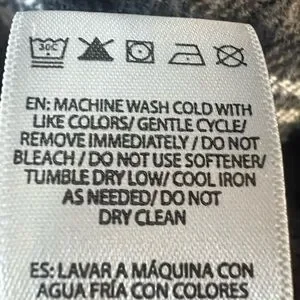 30C
EN: MACHINE WASH COLD WITH
LIKE COLORS/ GENTLE CYCLE/
REMOVE IMMEDIATELY / DO NOT
BLEACH / DO NOT USE SOFTENER/
TUMBLE DRY LOW/ COOL IRON
AS NEEDED/ DO NOT
DRY CLEAN
ES: LAVAR A MÁQUINA CON
AGUA FRÍA CON COLORES